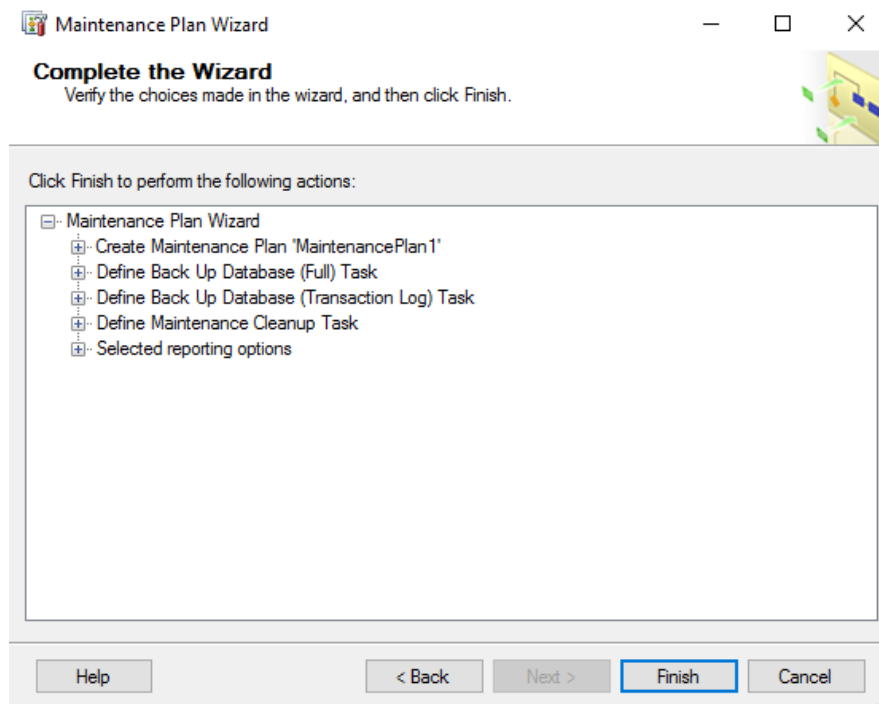 Maintenance Plan Wizard
Complete the Wizard
Verify the choices made in the wizard, and then click Finish.
Click Finish to perform the following actions:
Maintenance Plan Wizard
Create Maintenance Plan 'MaintenancePlan1'
Define Back Up Database (Full) Task
Define Back Up Database (Transaction Log) Task
Define Maintenance Cleanup Task
Selected reporting options
Help
< Back
Next >
Finish
Cancel